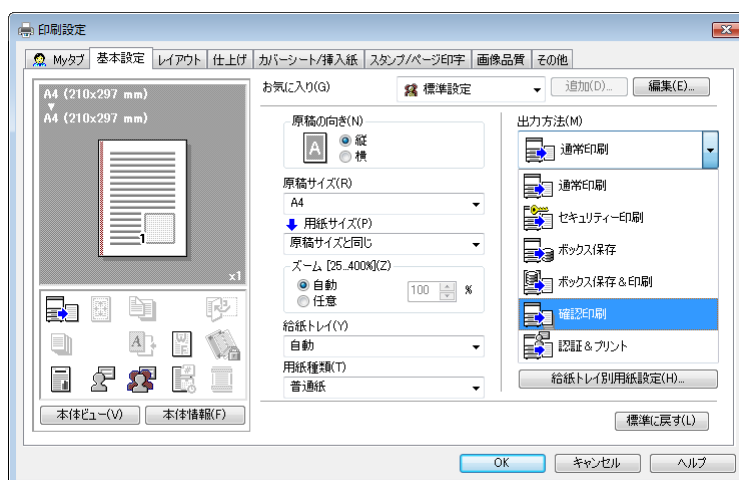 印刷設定
Myタブ 基本設定 レイアウト 仕上げ カバーシート/挿入紙 スタンプ/ページ印字 画像品質 その他
A4 (210x297 mm)
A4 (210x297 mm)
1
x1
本体ビュー(V) 本体情報(F)
お気に入り(G) 標準設定 追加(D)... 編集(E)...
原稿の向き(N)
A
縦
横
原稿サイズ(R)
A4
用紙サイズ(P)
原稿サイズと同じ
ズーム [25..400%](Z)
自動
任意
100 %
給紙トレイ(Y)
自動
用紙種類(T)
普通紙
出力方法(M)
通常印刷
通常印刷
セキュリティー印刷
ボックス保存
ボックス保存&印刷
確認印刷
認証&プリント
給紙トレイ別用紙設定(H)...
標準に戻す(L)
OK キャンセル ヘルプ